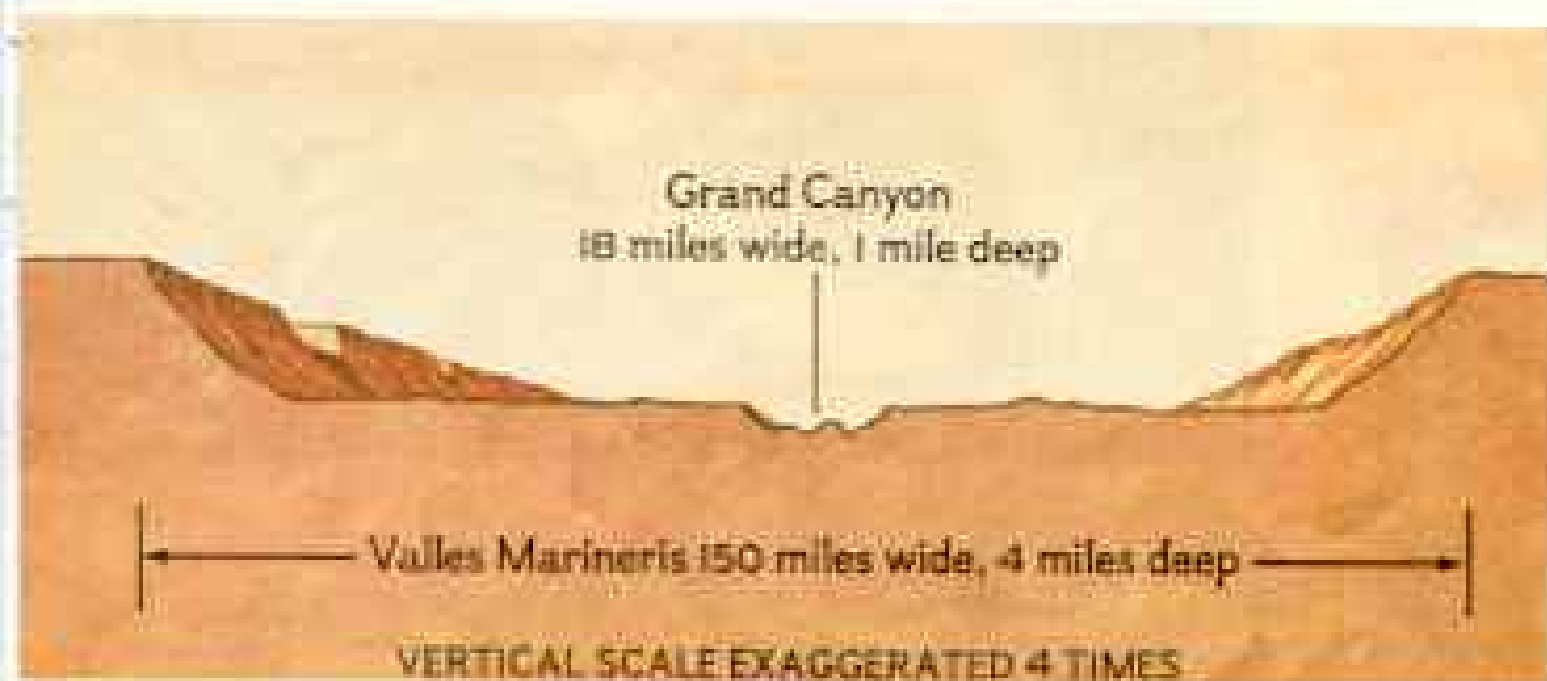 Grand Canyon
18 miles wide, 1 mile deep
Valles Marineris 150 miles wide, 4 miles deep
VERTICAL SCALE EXAGGERATED 4 TIMES